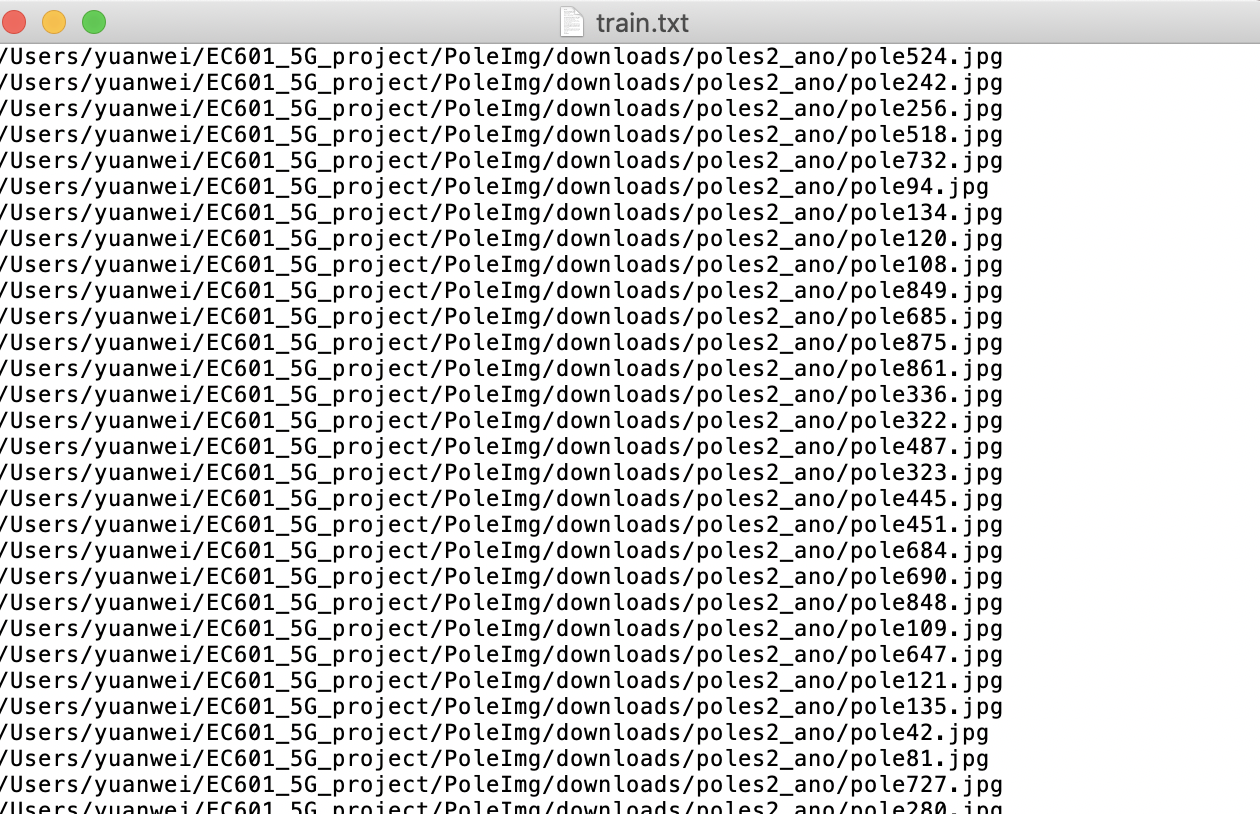 train.txt
/Users/yuanwei/EC601_5G_project/PoleImg/downloads/poles2_ano/pole524.jpg
/Users/yuanwei/EC601_5G_project/PoleImg/downloads/poles2_ano/pole242.jpg
/Users/yuanwei/EC601_5G_project/PoleImg/downloads/poles2_ano/pole256.jpg
/Users/yuanwei/EC601_5G_project/PoleImg/downloads/poles2_ano/pole518.jpg
/Users/yuanwei/EC601_5G_project/PoleImg/downloads/poles2_ano/pole732.jpg
/Users/yuanwei/EC601_5G_project/PoleImg/downloads/poles2_ano/pole94.jpg
/Users/yuanwei/EC601_5G_project/PoleImg/downloads/poles2_ano/pole134.jpg
/Users/yuanwei/EC601_5G_project/PoleImg/downloads/poles2_ano/pole120.jpg
/Users/yuanwei/EC601_5G_project/PoleImg/downloads/poles2_ano/pole108.jpg
/Users/yuanwei/EC601_5G_project/PoleImg/downloads/poles2_ano/pole849.jpg
/Users/yuanwei/EC601_5G_project/PoleImg/downloads/poles2_ano/pole685.jpg
/Users/yuanwei/EC601_5G_project/PoleImg/downloads/poles2_ano/pole875.jpg
/Users/yuanwei/EC601_5G_project/PoleImg/downloads/poles2_ano/pole861.jpg
/Users/yuanwei/EC601_5G_project/PoleImg/downloads/poles2_ano/pole336.jpg
/Users/yuanwei/EC601_5G_project/PoleImg/downloads/poles2_ano/pole322.jpg
/Users/yuanwei/EC601_5G_project/PoleImg/downloads/poles2_ano/pole487.jpg
/Users/yuanwei/EC601_5G_project/PoleImg/downloads/poles2_ano/pole323.jpg
/Users/yuanwei/EC601_5G_project/PoleImg/downloads/poles2_ano/pole445.jpg
/Users/yuanwei/EC601_5G_project/PoleImg/downloads/poles2_ano/pole451.jpg
/Users/yuanwei/EC601_5G_project/PoleImg/downloads/poles2_ano/pole684.jpg
/Users/yuanwei/EC601_5G_project/PoleImg/downloads/poles2_ano/pole690.jpg
/Users/yuanwei/EC601_5G_project/PoleImg/downloads/poles2_ano/pole848.jpg
/Users/yuanwei/EC601_5G_project/PoleImg/downloads/poles2_ano/pole109.jpg
/Users/yuanwei/EC601_5G_project/PoleImg/downloads/poles2_ano/pole647.jpg
/Users/yuanwei/EC601_5G_project/PoleImg/downloads/poles2_ano/pole121.jpg
/Users/yuanwei/EC601_5G_project/PoleImg/downloads/poles2_ano/pole135.jpg
/Users/yuanwei/EC601_5G_project/PoleImg/downloads/poles2_ano/pole42.jpg
/Users/yuanwei/EC601_5G_project/PoleImg/downloads/poles2_ano/pole81.jpg
/Users/yuanwei/EC601_5G_project/PoleImg/downloads/poles2_ano/pole727.jpg
/Users/yuanwei/EC601_5G_project/PoleImg/downloads/poles2_ano/pole280.jpg